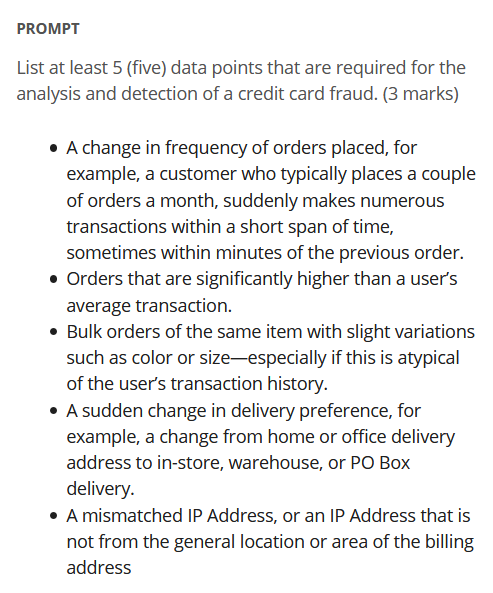 PROMPT
List at least 5 (five) data points that are required for the
analysis and detection of a credit card fraud. (3 marks)
• A change in frequency of orders placed, for
example, a customer who typically places a couple
of orders a month, suddenly makes numerous
transactions within a short span of time,
sometimes within minutes of the previous order.
• Orders that are significantly higher than a user’s
average transaction.
• Bulk orders of the same item with slight variations
such as color or size—especially if this is atypical
of the user’s transaction history.
• A sudden change in delivery preference, for
example, a change from home or office delivery
address to in-store, warehouse, or PO Box
delivery.
• A mismatched IP Address, or an IP Address that is
not from the general location or area of the billing
address